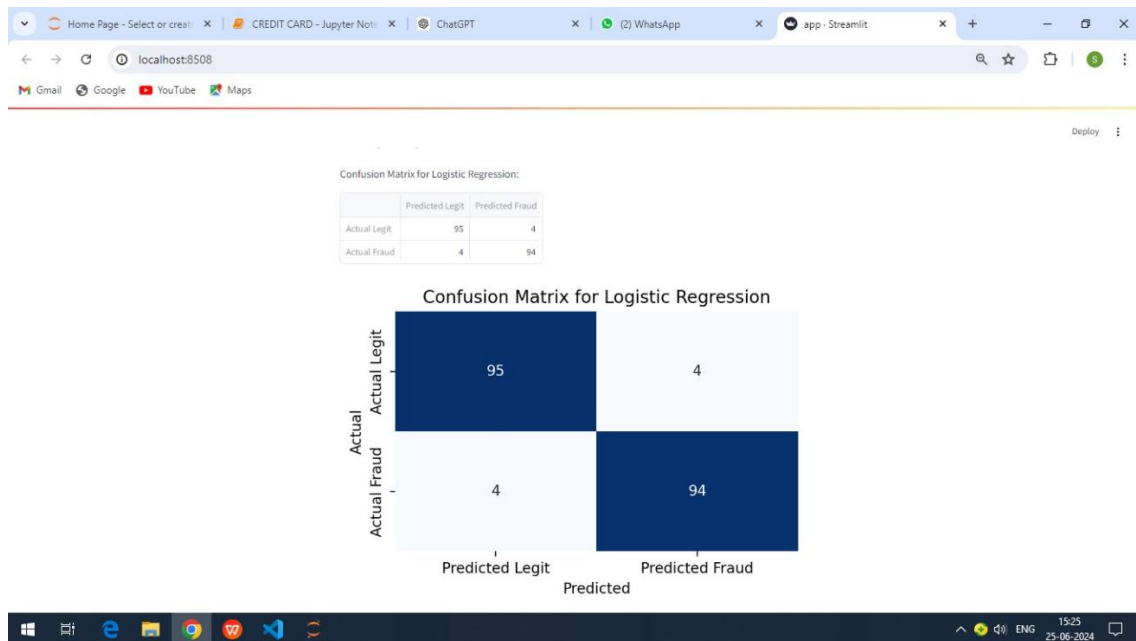 Home Page - Select or creat
CREDIT CARD - Jupyter Not
ChatGPT
(2) WhatsApp
app · Streamlit
localhost:8508
S
Gmail
Google
YouTube
Maps
Deploy
Confusion Matrix for Logistic Regression:
Predicted Legit Predicted Fraud
Actual Legit 95 4
Actual Fraud 4 94
Confusion Matrix for Logistic Regression
Actual
Actual Legit
95 4
Actual Fraud
4 94
Predicted Legit Predicted Fraud
Predicted
ENG
15:25
25-06-2024